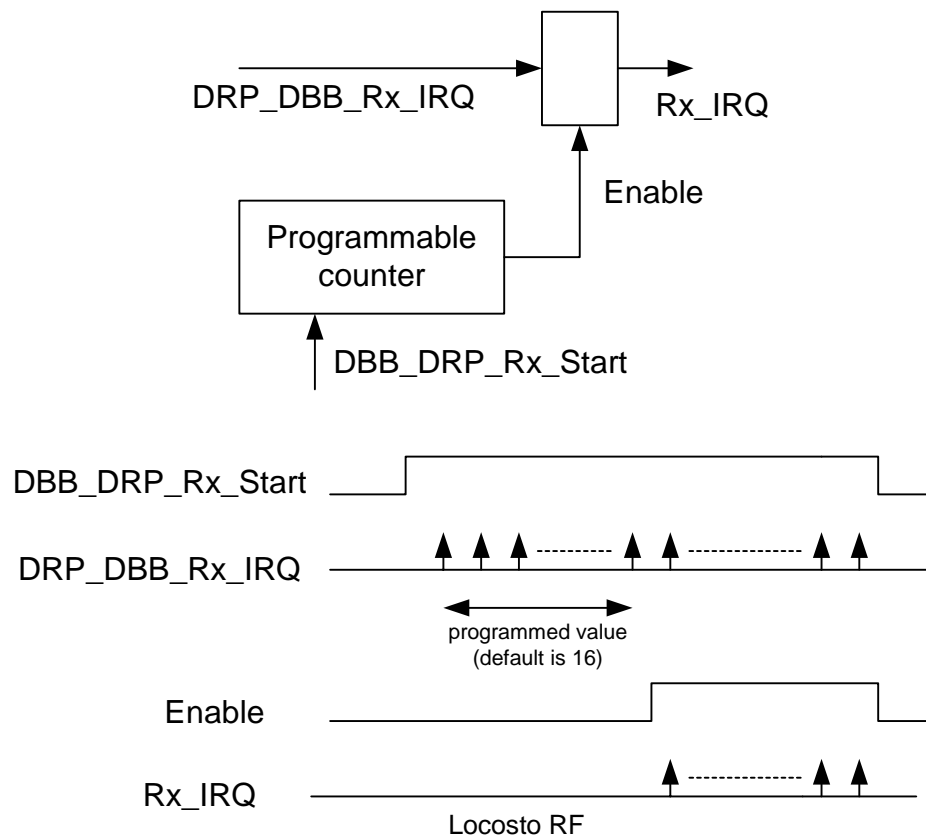 DRP_DBB_Rx_IRQ
Rx_IRQ
Enable
Programmable
counter
DBB_DRP_Rx_Start
DBB_DRP_Rx_Start
DRP_DBB_Rx_IRQ
programmed value
(default is 16)
Enable
Rx_IRQ
Locosto RF